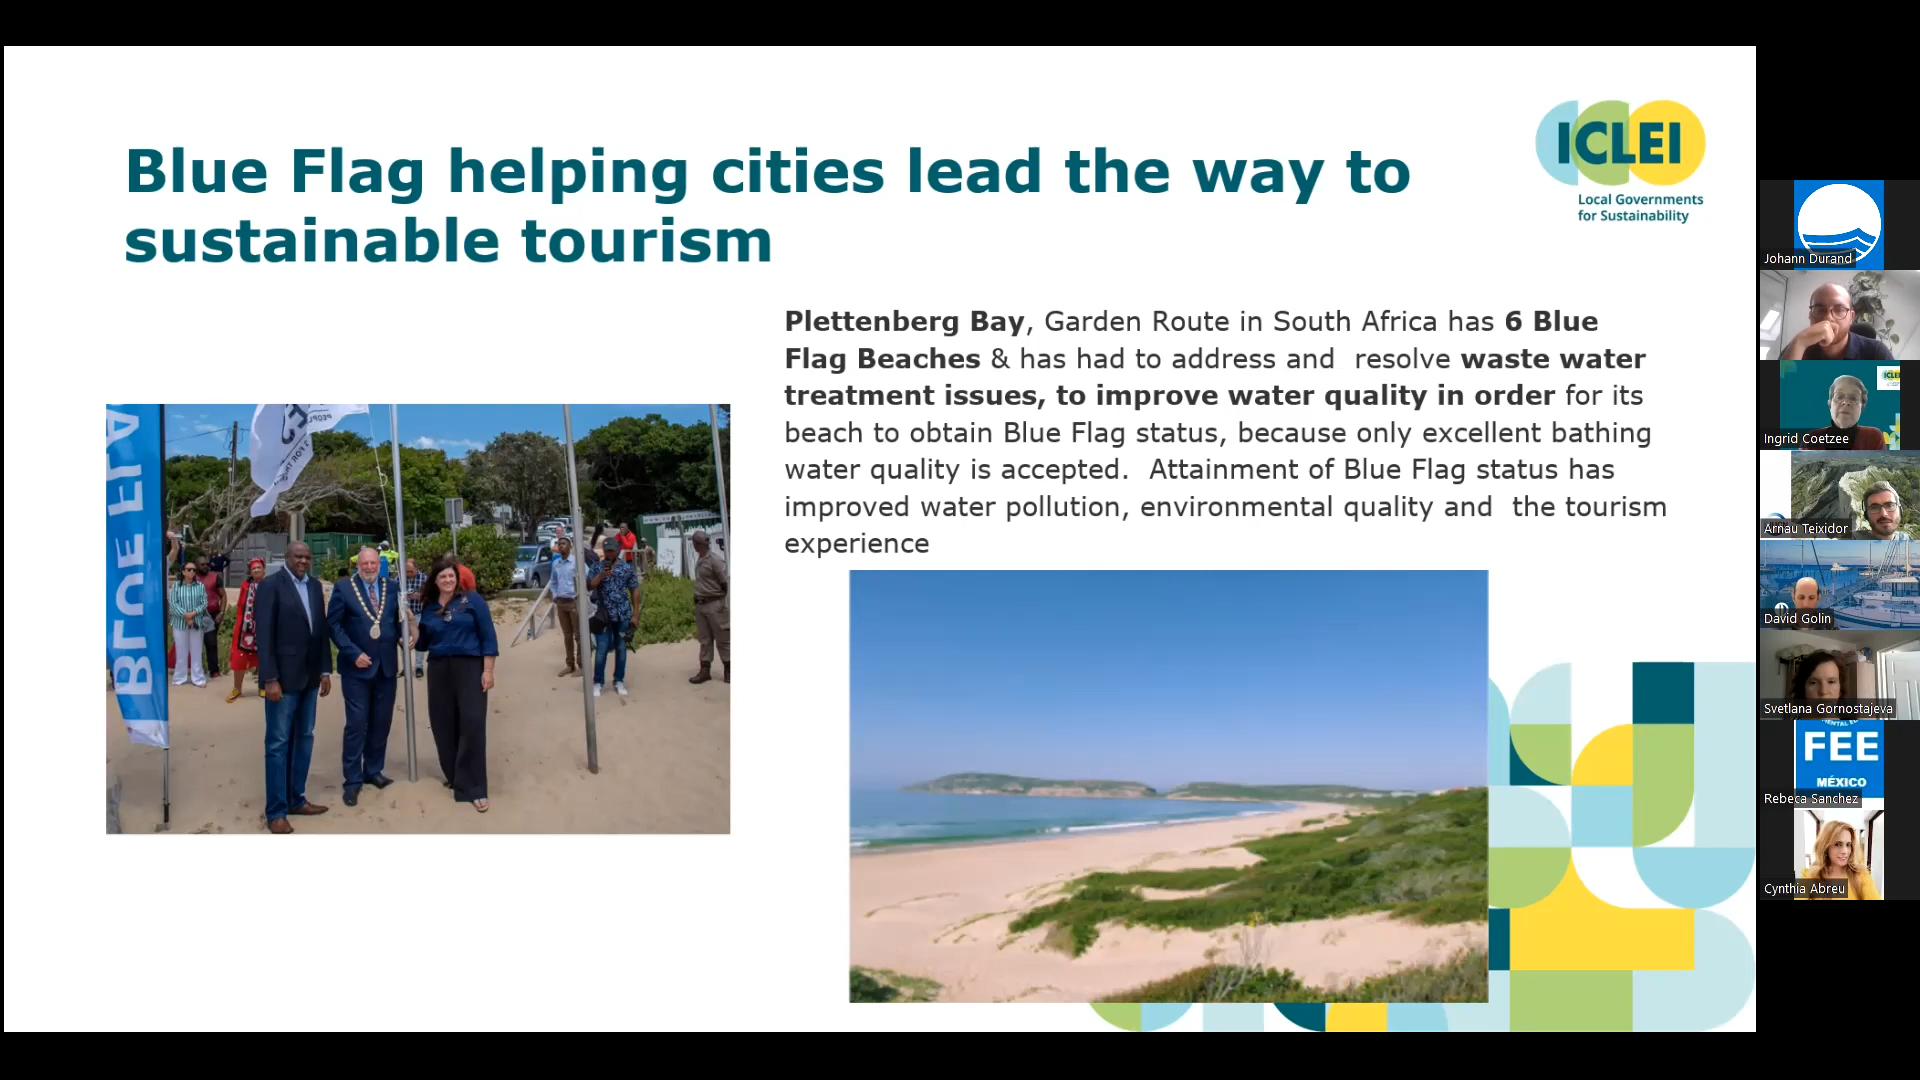 Blue Flag helping cities lead the way to
sustainable tourism
ICLEI
Local Governments
for Sustainability
Plettenberg Bay, Garden Route in South Africa has 6 Blue
Flag Beaches & has had to address and resolve waste water
treatment issues, to improve water quality in order for its
beach to obtain Blue Flag status, because only excellent bathing
water quality is accepted. Attainment of Blue Flag status has
improved water pollution, environmental quality and the tourism
experience
BLUE FLA
Johann Durand
ICLEI
Ingrid Coetzee
Arnau Teixidor
David Golin
Svetlana Gornostajeva
FEE
MÉXICO
Rebeca Sanchez
Cynthia Abreu